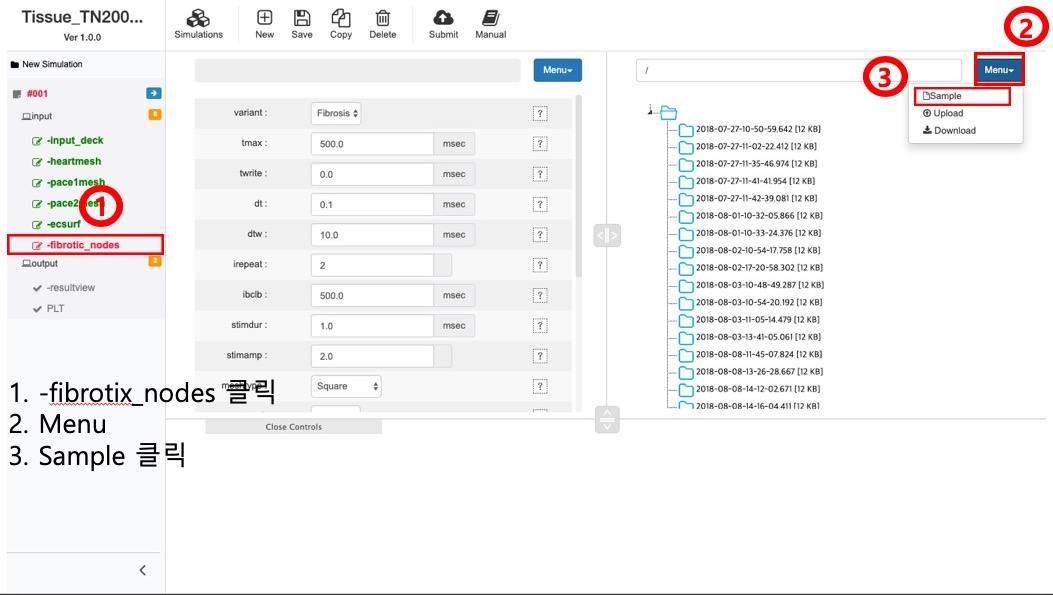 Tissue_TN200...
Ver 1.0.0
Simulations
New
Save
Copy
Delete
Submit
Manual
2
New Simulation
Menu
/
Menu
3
Sample
Upload
Download
#001
input
6
-input_deck
-heartmesh
-pace1mesh
1
-ecsurf
-fibrotic_nodes
output
2
-resultview
PLT
variant :
Fibrosis
?
tmax :
500.0
msec
?
twrite :
0.0
msec
?
dt :
0.1
msec
?
dtw :
10.0
msec
?
irepeat :
2
?
ibclb :
500.0
msec
?
stimdur :
1.0
msec
?
stimamp :
2.0
?
Square
?
Close Controls
2018-07-27-10-50-59.642 [12 KB]
2018-07-27-11-02-22.412 [12 KB]
2018-07-27-11-35-46.974 [12 KB]
2018-07-27-11-41-41.954 [12 KB]
2018-07-27-11-42-39.081 [12 KB]
2018-08-01-10-32-05.866 [12 KB]
2018-08-01-10-33-24.376 [12 KB]
2018-08-02-10-54-17.758 [12 KB]
2018-08-02-17-20-58.302 [12 KB]
2018-08-03-10-48-49.287 [12 KB]
2018-08-03-10-54-20.192 [12 KB]
2018-08-03-11-05-14.479 [12 KB]
2018-08-03-13-41-05.061 [12 KB]
2018-08-08-11-45-07.824 [12 KB]
2018-08-08-13-26-28.667 [12 KB]
2018-08-08-14-12-02.671 [12 KB]
2018-08-08-14-16-04.411 [12 KB]
1. -fibrotix_nodes 클릭
2. Menu
3. Sample 클릭